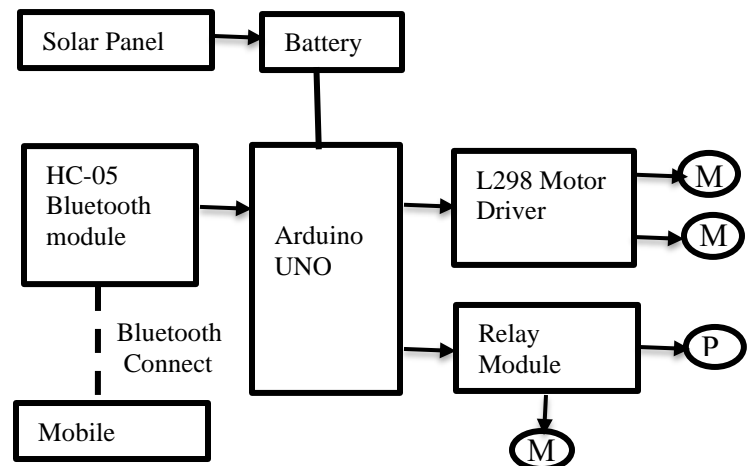 Solar Panel
Battery
HC-05
Bluetooth
module
Arduino
UNO
L298 Motor
Driver
M
M
Bluetooth
Connect
Relay
Module
P
Mobile
M